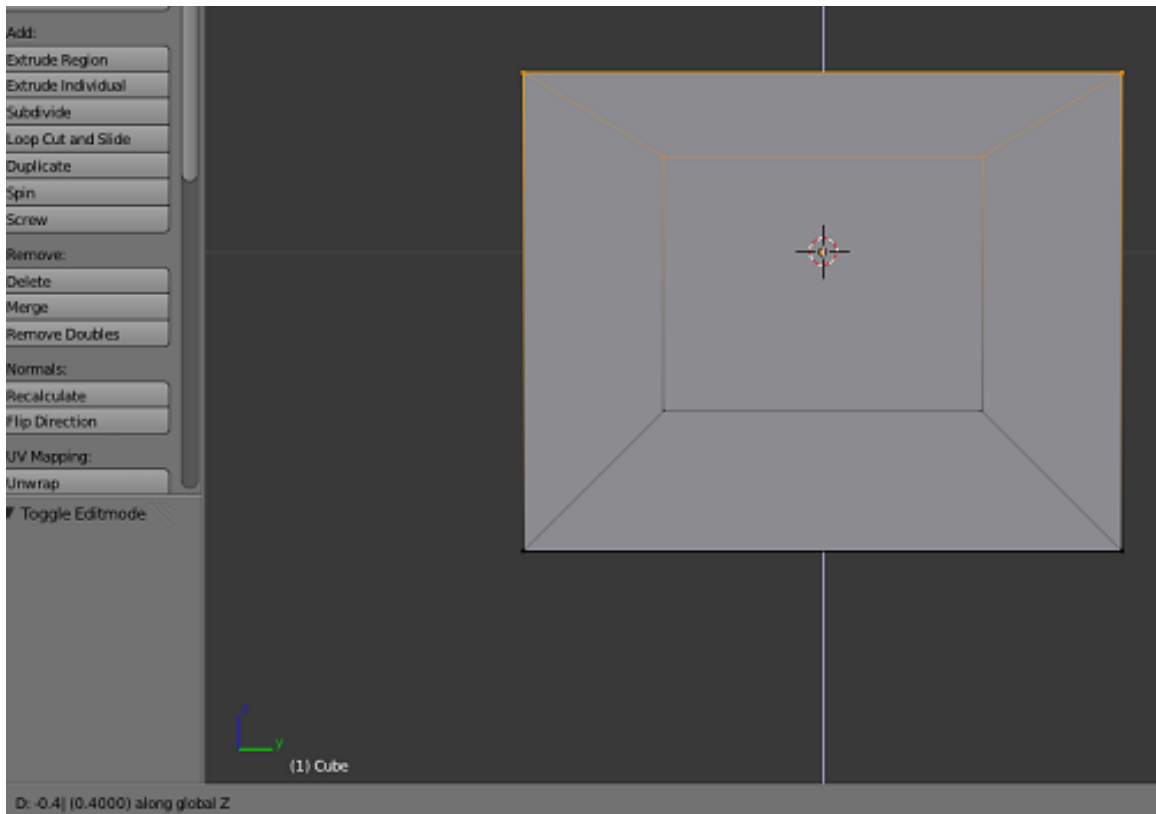 Add:
Extrude Region
Extrude Individual
Subdivide
Loop Cut and Slide
Duplicate
Spin
Screw
Remove:
Delete
Merge
Remove Doubles
Normals:
Recalculate
Flip Direction
UV Mapping:
Unwrap
Toggle Editmode
z
y
(1) Cube
D: -0.4| (0.4000) along global Z